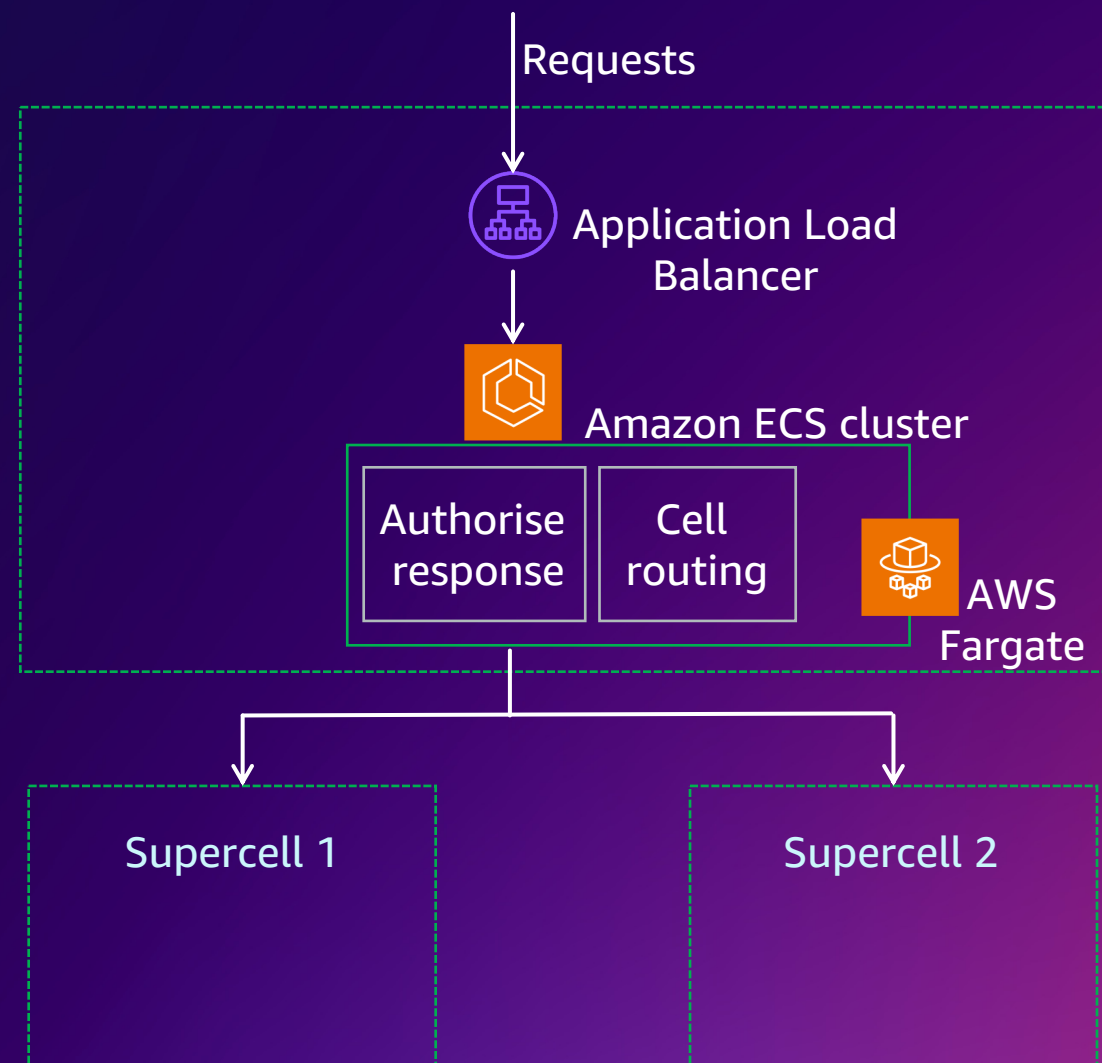 Requests
Application Load
Balancer
Amazon ECS cluster
Authorise
response
Cell
routing
AWS
Fargate
Supercell 1
Supercell 2